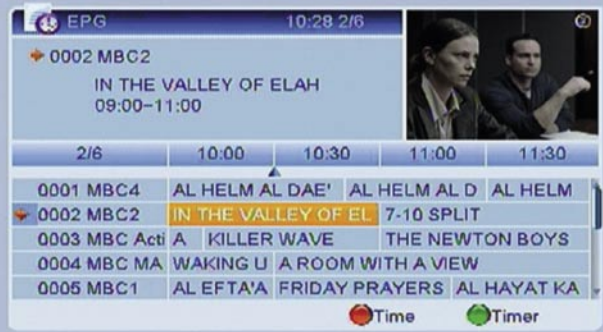 EPG 10:28 2/6
0002 MBC2
IN THE VALLEY OF ELAH
09:00-11:00
2/6 10:00 10:30 11:00 11:30
0001 MBC4 AL HELM AL DAE' AL HELM AL D AL HELM
0002 MBC2 IN THE VALLEY OF EL 7-10 SPLIT
0003 MBC Acti A KILLER WAVE THE NEWTON BOYS
0004 MBC MA WAKING U A ROOM WITH A VIEW
0005 MBC1 AL EFTA'A FRIDAY PRAYERS AL HAYAT KA
Time Timer